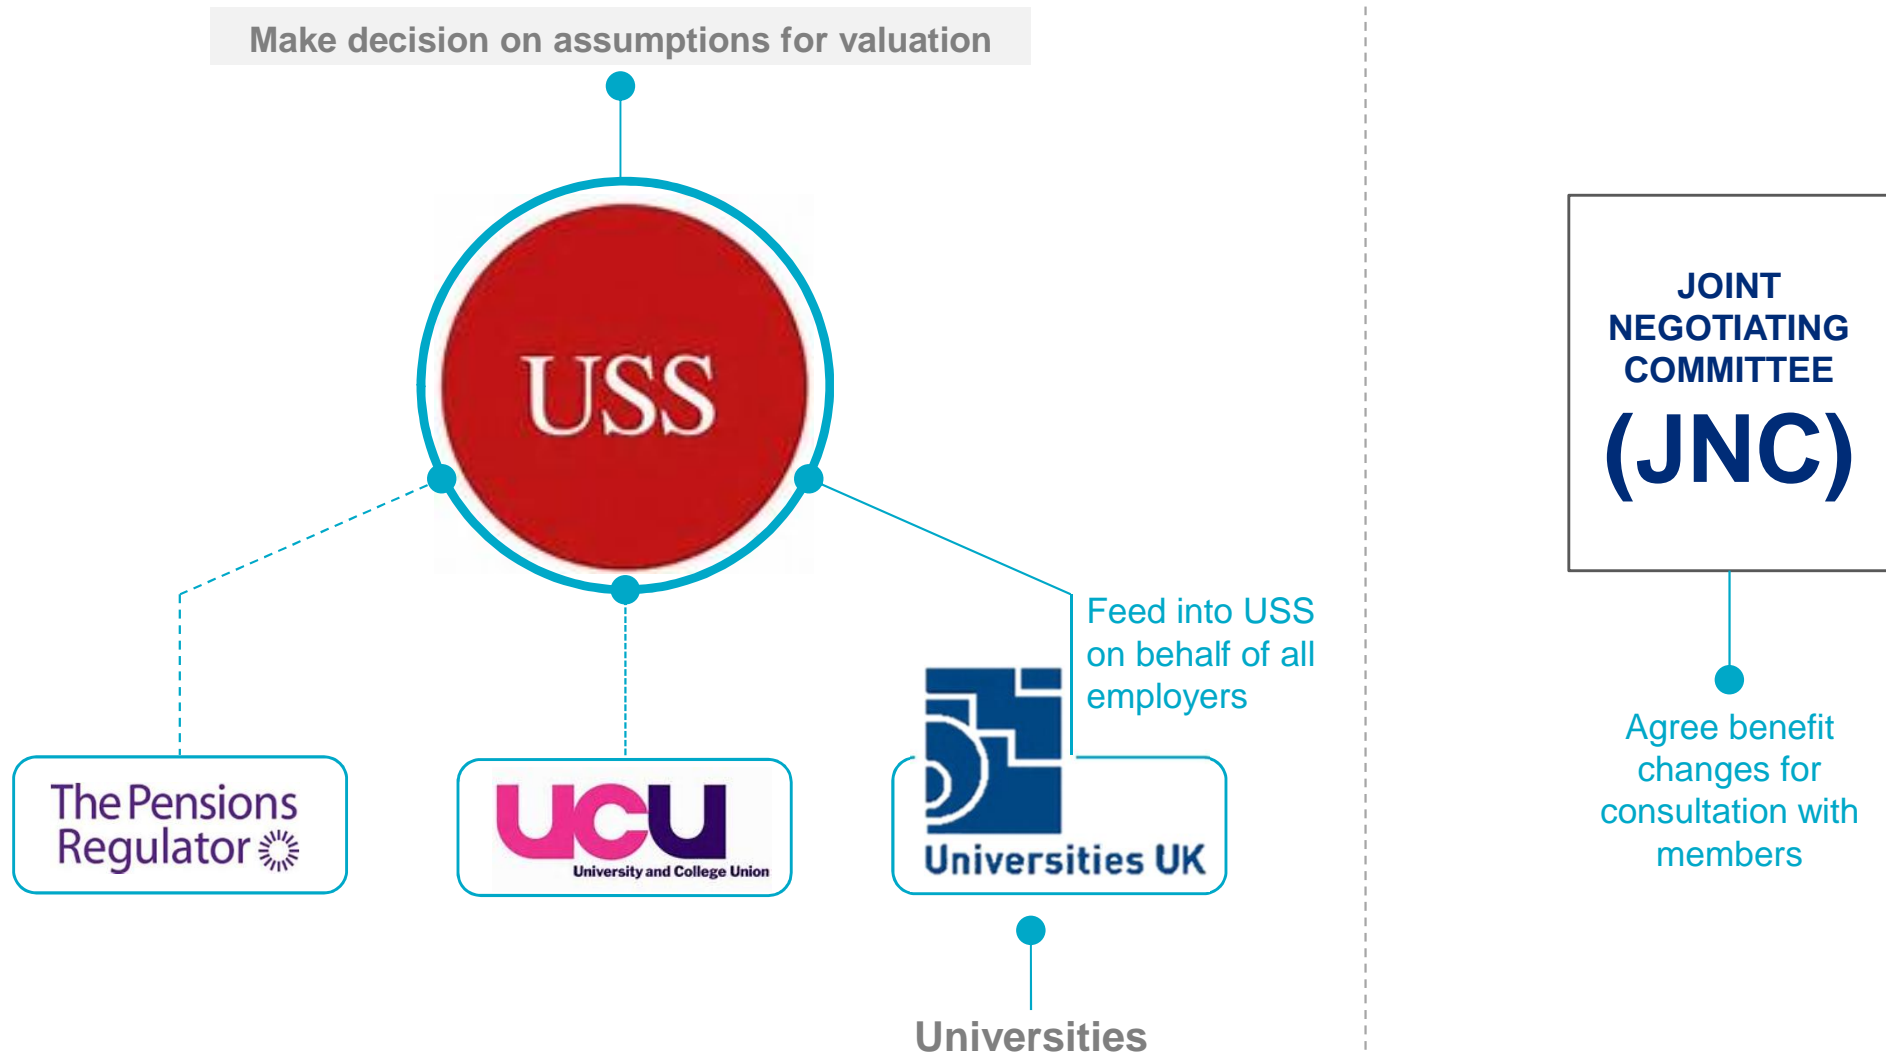 Make decision on assumptions for valuation
USS
Feed into USS
on behalf of all
employers
The Pensions
Regulator
UCU
University and College Union
Universities UK
Universities
JOINT
NEGOTIATING
COMMITTEE
(JNC)
Agree benefit
changes for
consultation with
members